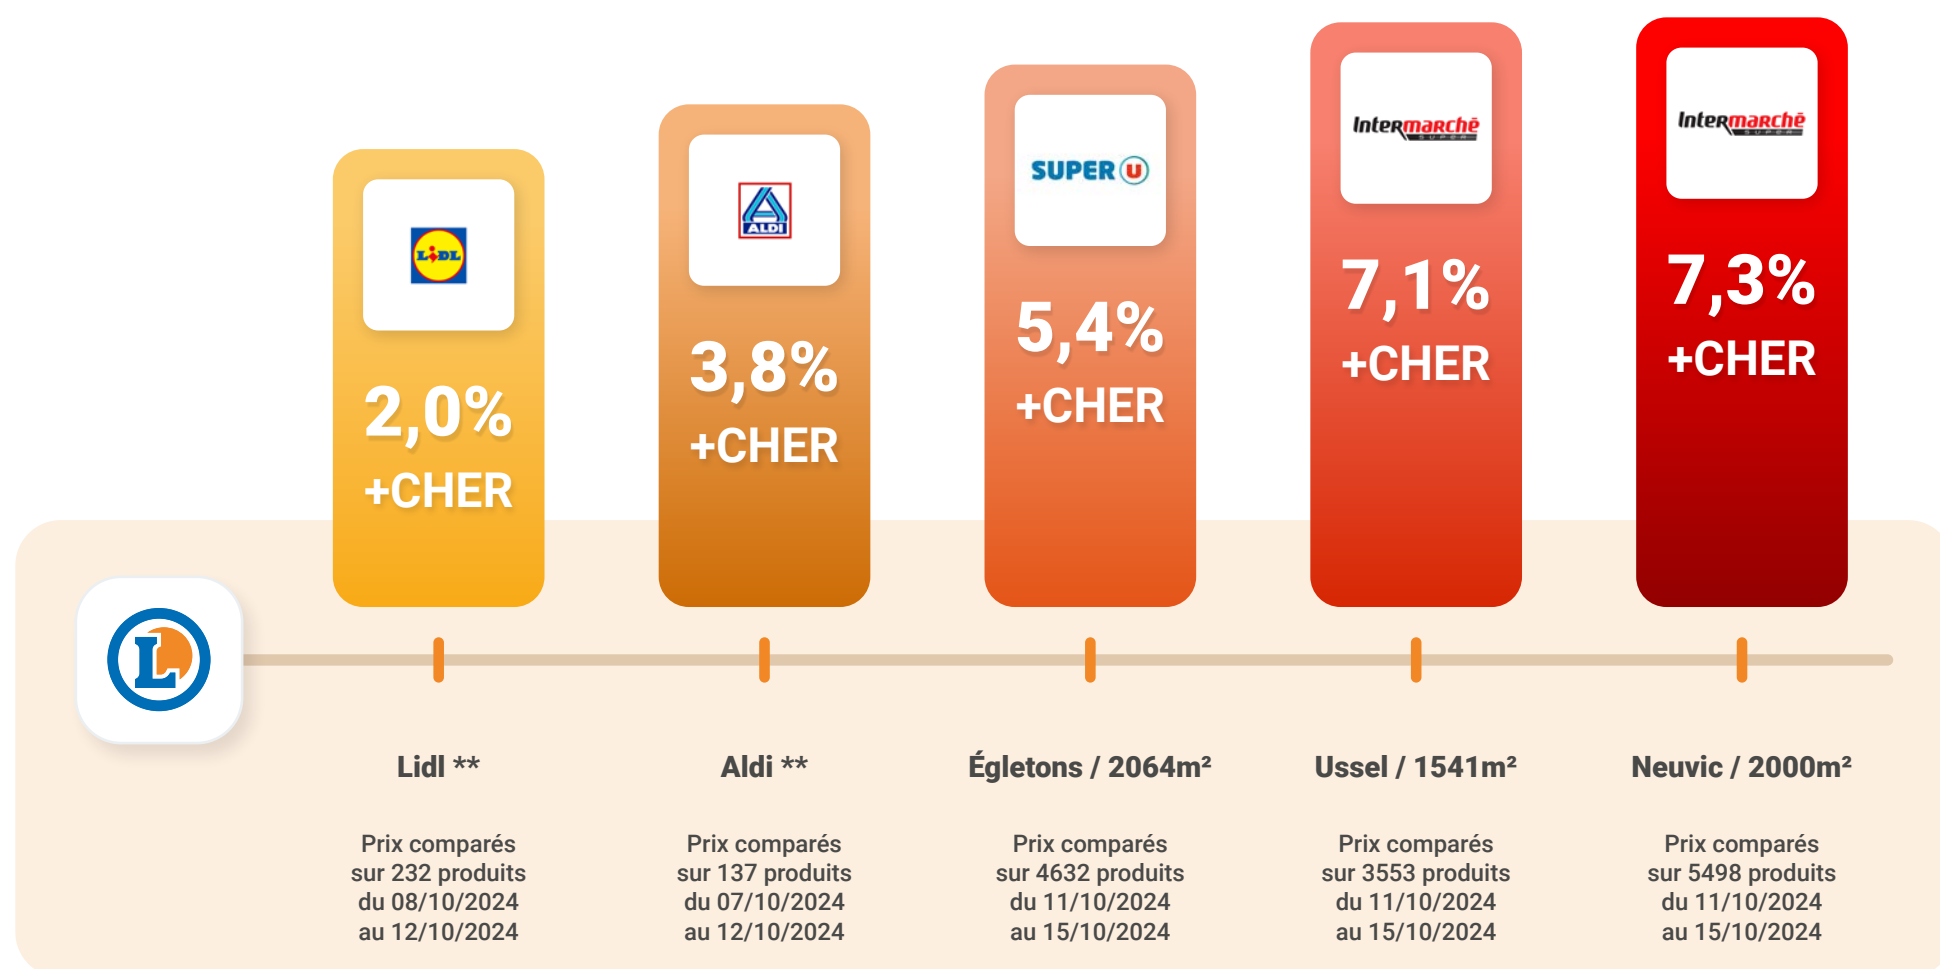 LIDL
2,0%
+CHER
ALDI
3,8%
+CHER
SUPER U
5,4%
+CHER
Intermarchē
SUPER
7,1%
+CHER
Intermarchē
SUPER
7,3%
+CHER
L
Lidl **
Prix comparés
sur 232 produits
du 08/10/2024
au 12/10/2024
Aldi **
Prix comparés
sur 137 produits
du 07/10/2024
au 12/10/2024
Égletons / 2064m²
Prix comparés
sur 4632 produits
du 11/10/2024
au 15/10/2024
Ussel / 1541m²
Prix comparés
sur 3553 produits
du 11/10/2024
au 15/10/2024
Neuvic / 2000m²
Prix comparés
sur 5498 produits
du 11/10/2024
au 15/10/2024